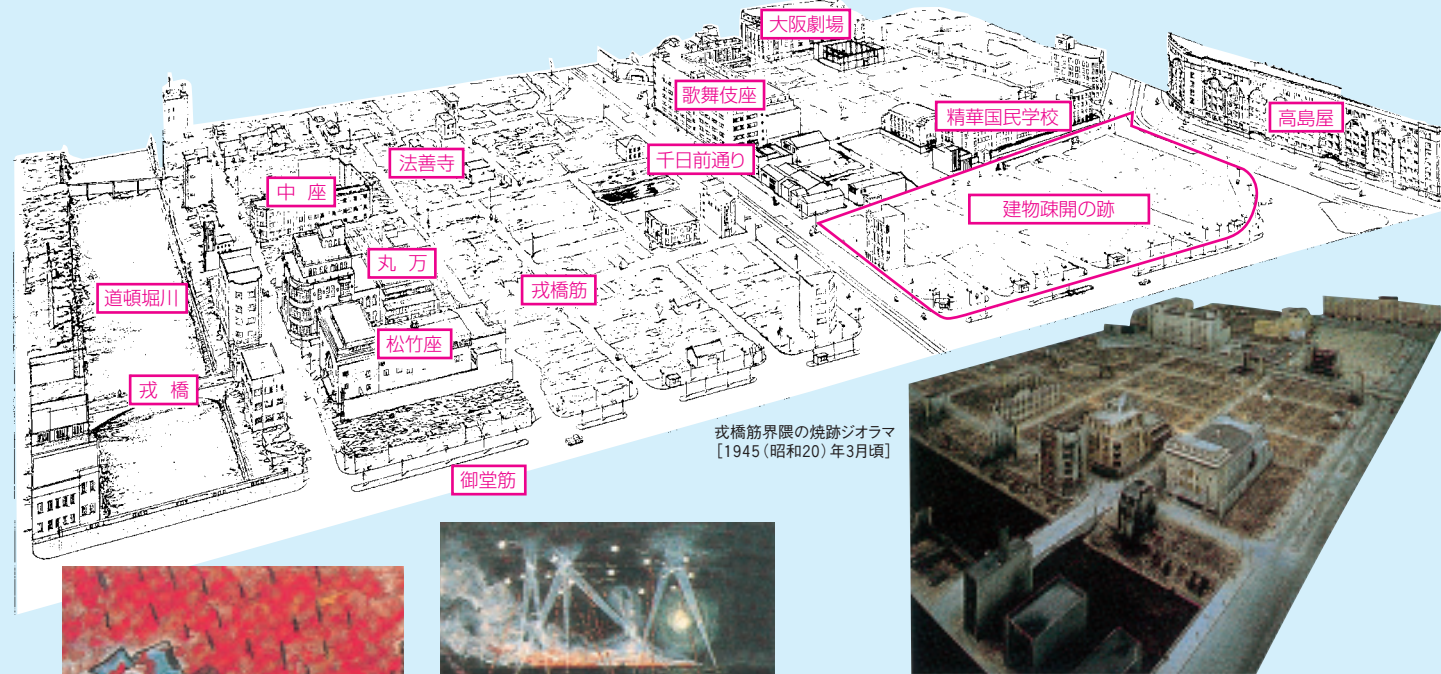 大阪劇場
歌舞伎座
精華国民学校
高島屋
法善寺
千日前通り
中 座
建物疎開の跡
丸 万
戎橋筋
道頓堀川
松竹座
戎 橋
戎橋筋界隈の焼跡ジオラマ
[1945(昭和20)年3月頃]
御堂筋